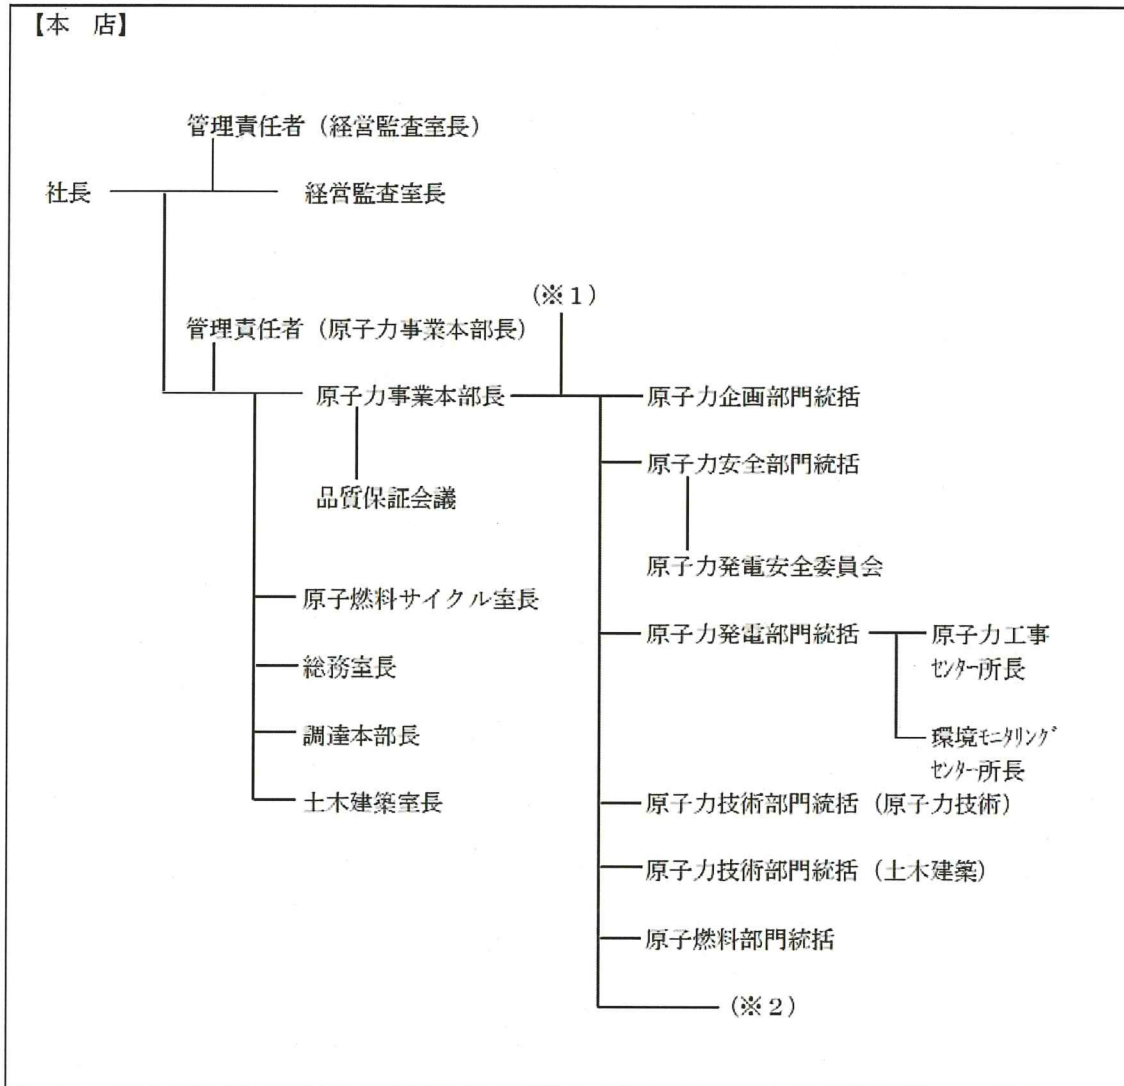 【本　店】
管理責任者（経営監査室長）
社長
経営監査室長
(※１)
管理責任者（原子力事業本部長）
原子力事業本部長
原子力企画部門統括
原子力安全部門統括
品質保証会議
原子力発電安全委員会
原子燃料サイクル室長
原子力発電部門統括
原子力工事
ｾﾝﾀｰ所長
総務室長
調達本部長
環境ﾓﾆﾀﾘﾝｸﾞ
ｾﾝﾀｰ所長
土木建築室長
原子力技術部門統括（原子力技術）
原子力技術部門統括（土木建築）
原子燃料部門統括
(※２)